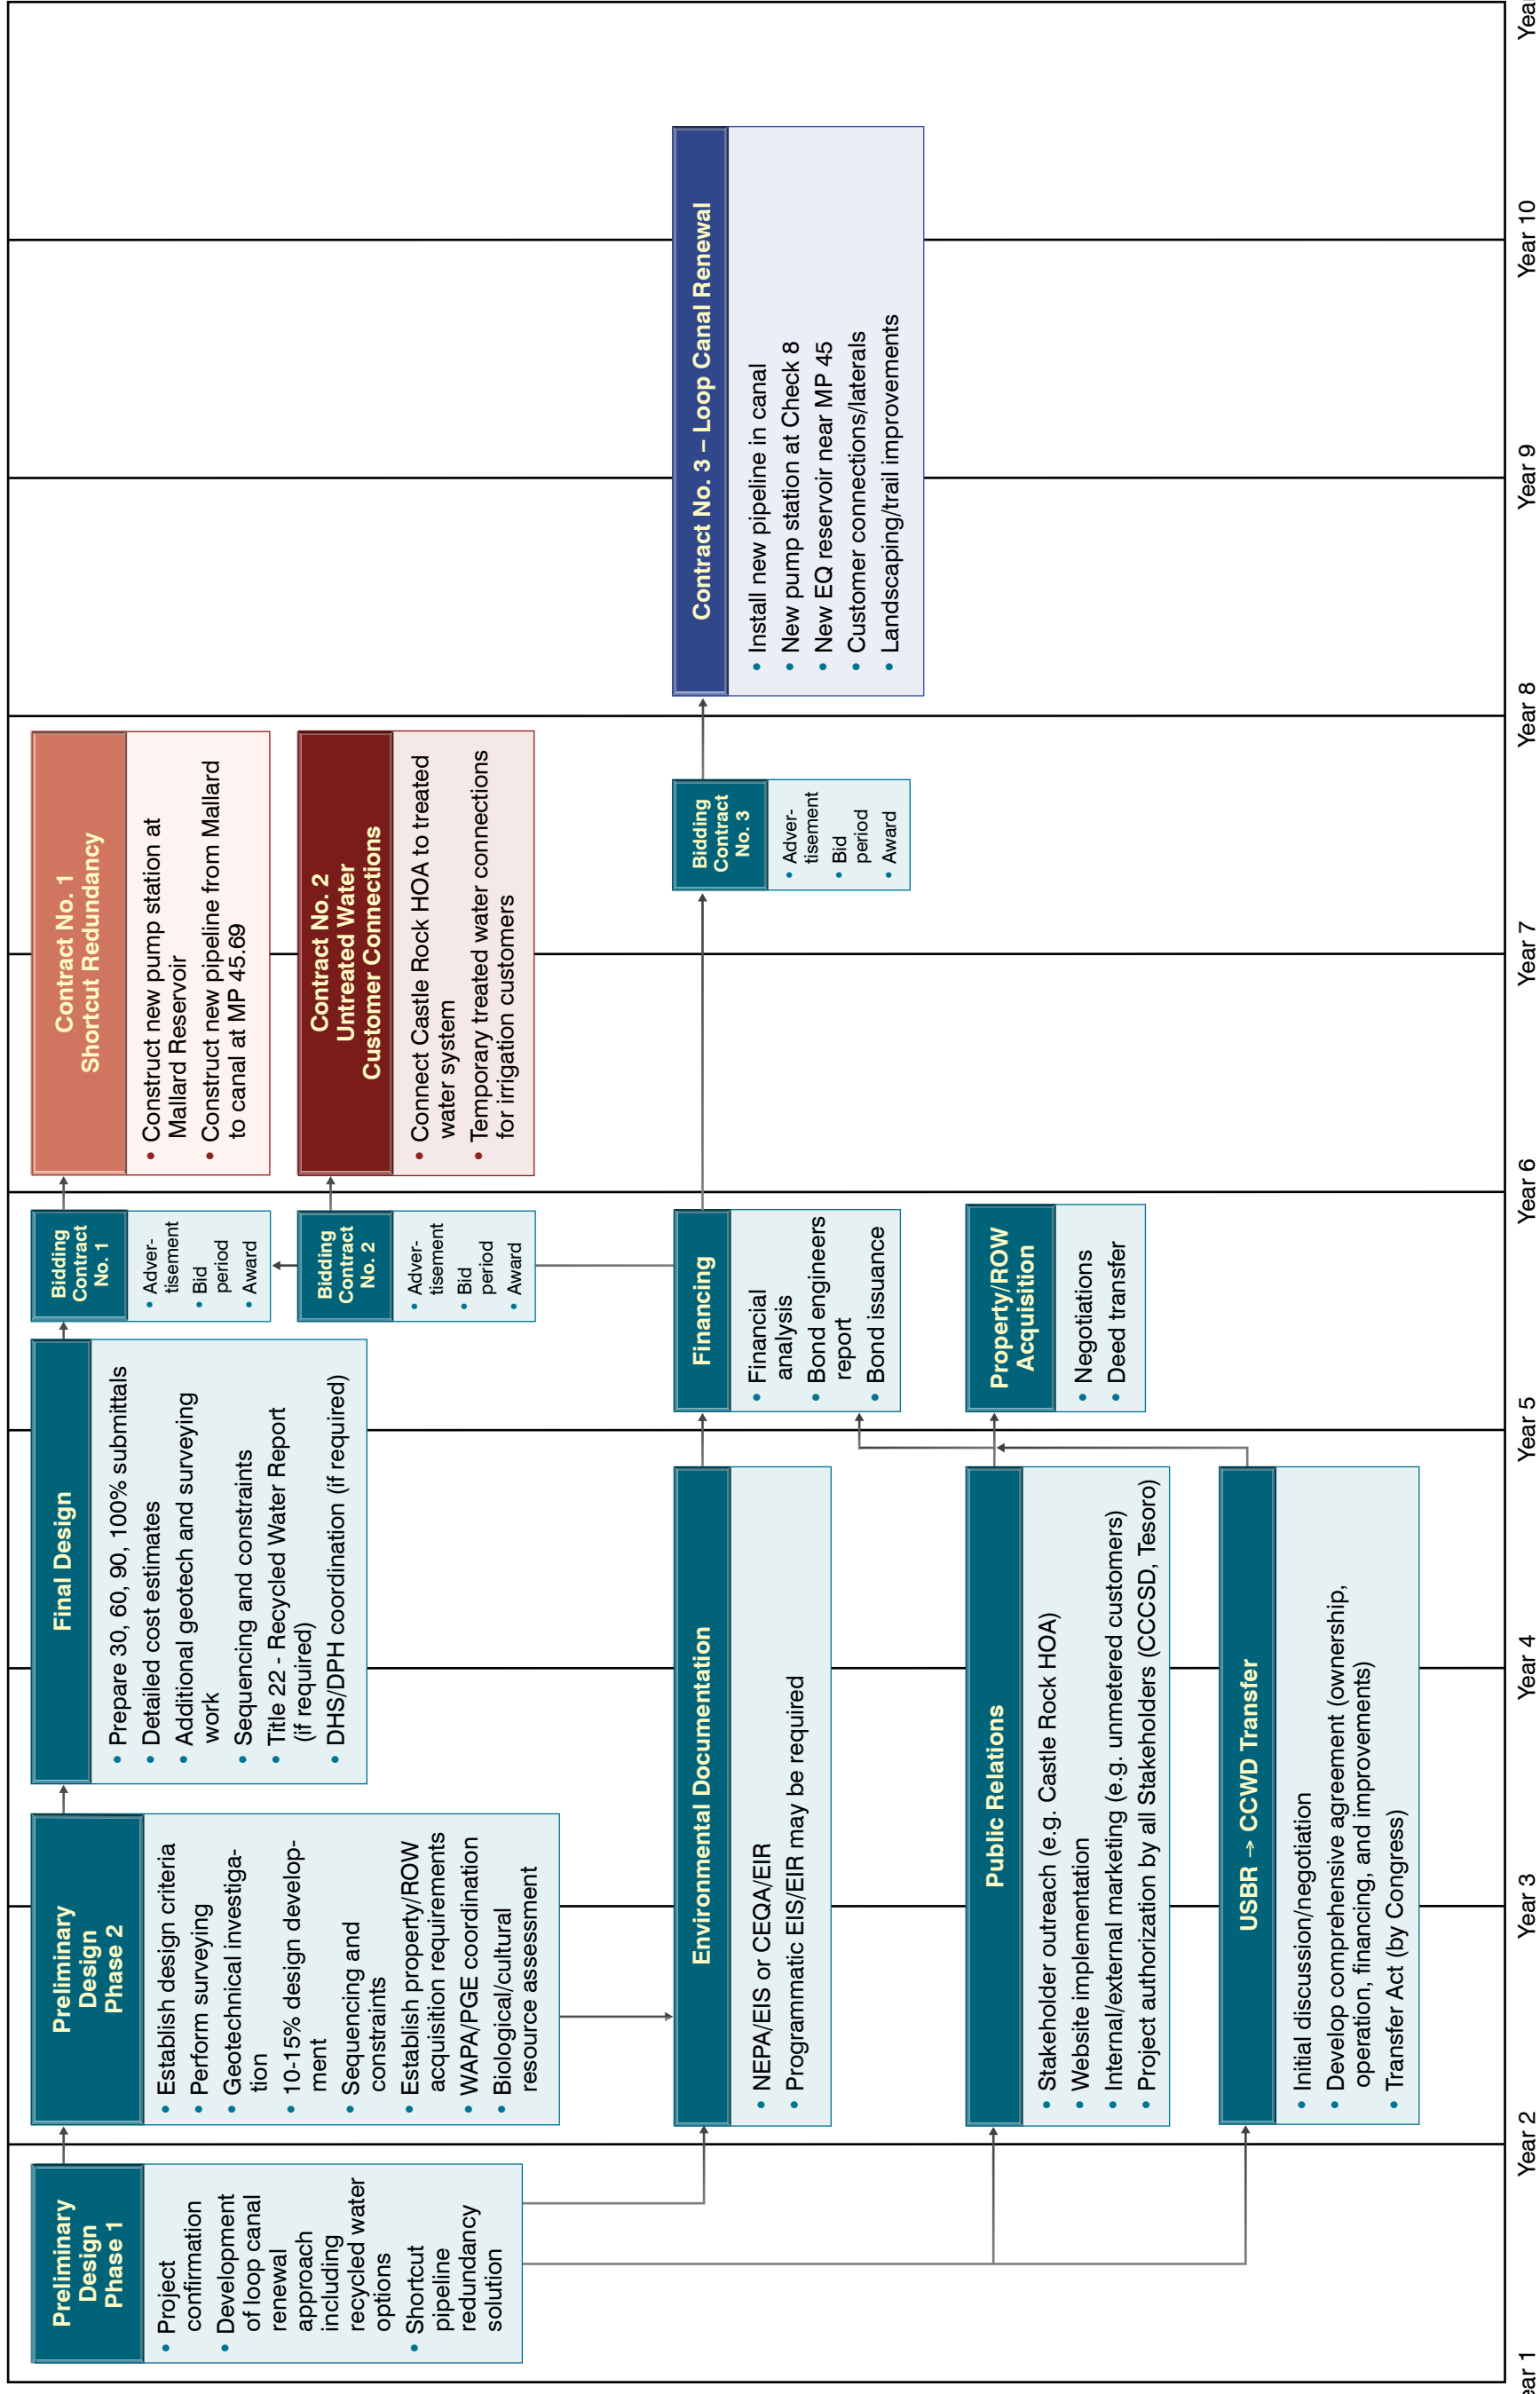 Preliminary
Design
Phase 1
• Project
confirmation
• Development
of loop canal
renewal
approach
including
recycled water
options
• Shortcut
pipeline
redundancy
solution
Preliminary
Design
Phase 2
• Establish design criteria
• Perform surveying
• Geotechnical investiga-
tion
• 10-15% design develop-
ment
• Sequencing and
constraints
• Establish property/ROW
acquisition requirements
• WAPA/PGE coordination
• Biological/cultural
resource assessment
Final Design
• Prepare 30, 60, 90, 100% submittals
• Detailed cost estimates
• Additional geotech and surveying
work
• Sequencing and constraints
• Title 22 - Recycled Water Report
(if required)
• DHS/DPH coordination (if required)
Bidding
Contract
No. 1
• Adver-
tisement
• Bid
period
• Award
Contract No. 1
Shortcut Redundancy
• Construct new pump station at
Mallard Reservoir
• Construct new pipeline from Mallard
to canal at MP 45.69
Bidding
Contract
No. 2
• Adver-
tisement
• Bid
period
• Award
Contract No. 2
Untreated Water
Customer Connections
• Connect Castle Rock HOA to treated
water system
• Temporary treated water connections
for irrigation customers
Environmental Documentation
• NEPA/EIS or CEQA/EIR
• Programmatic EIS/EIR may be required
Financing
• Financial
analysis
• Bond engineers
report
• Bond issuance
Bidding
Contract
No. 3
• Adver-
tisement
• Bid
period
• Award
Contract No. 3 – Loop Canal Renewal
• Install new pipeline in canal
• New pump station at Check 8
• New EQ reservoir near MP 45
• Customer connections/laterals
• Landscaping/trail improvements
Public Relations
• Stakeholder outreach (e.g. Castle Rock HOA)
• Website implementation
• Internal/external marketing (e.g. unmetered customers)
• Project authorization by all Stakeholders (CCCSD, Tesoro)
Property/ROW
Acquisition
• Negotiations
• Deed transfer
USBR → CCWD Transfer
• Initial discussion/negotiation
• Develop comprehensive agreement (ownership,
operation, financing, and improvements)
• Transfer Act (by Congress)
ear 1
Year 2
Year 3
Year 4
Year 5
Year 6
Year 7
Year 8
Year 9
Year 10
Yea